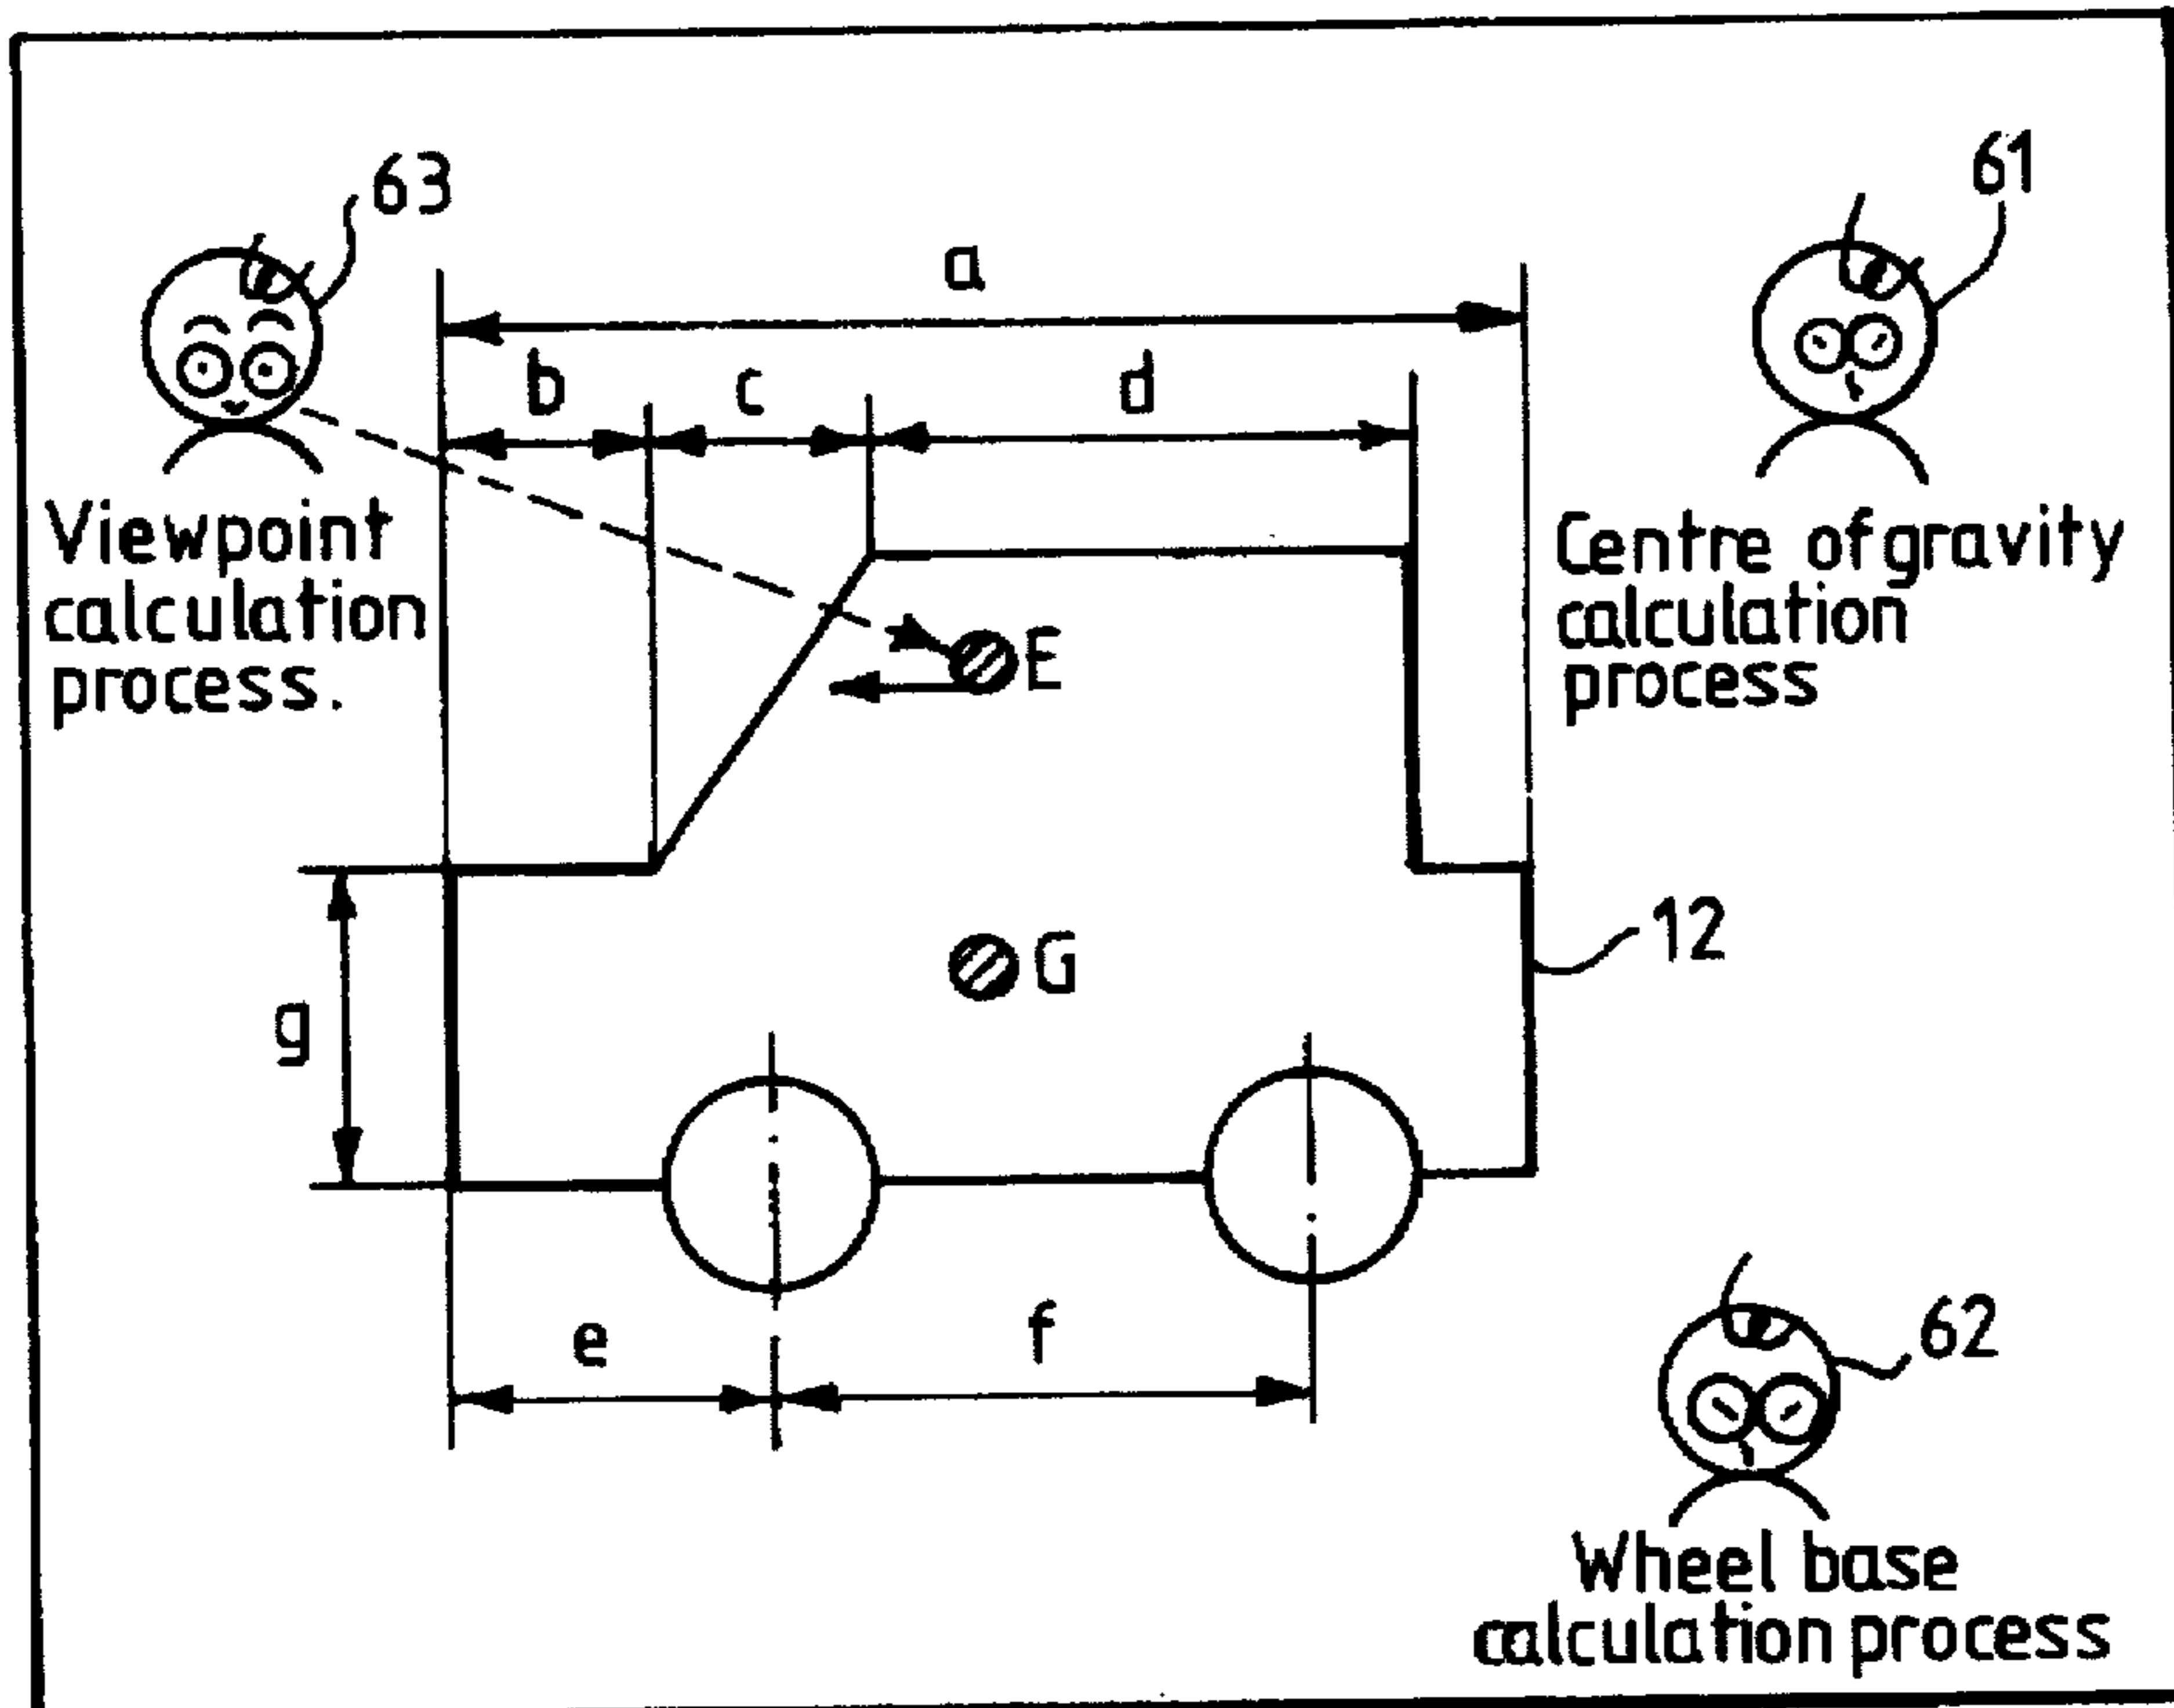 63
61
a
b
c
d
Viewpoint
calculation
process.
Centre of gravity
calculation
process
E
12
G
g
e
f
62
Wheel base
calculation process